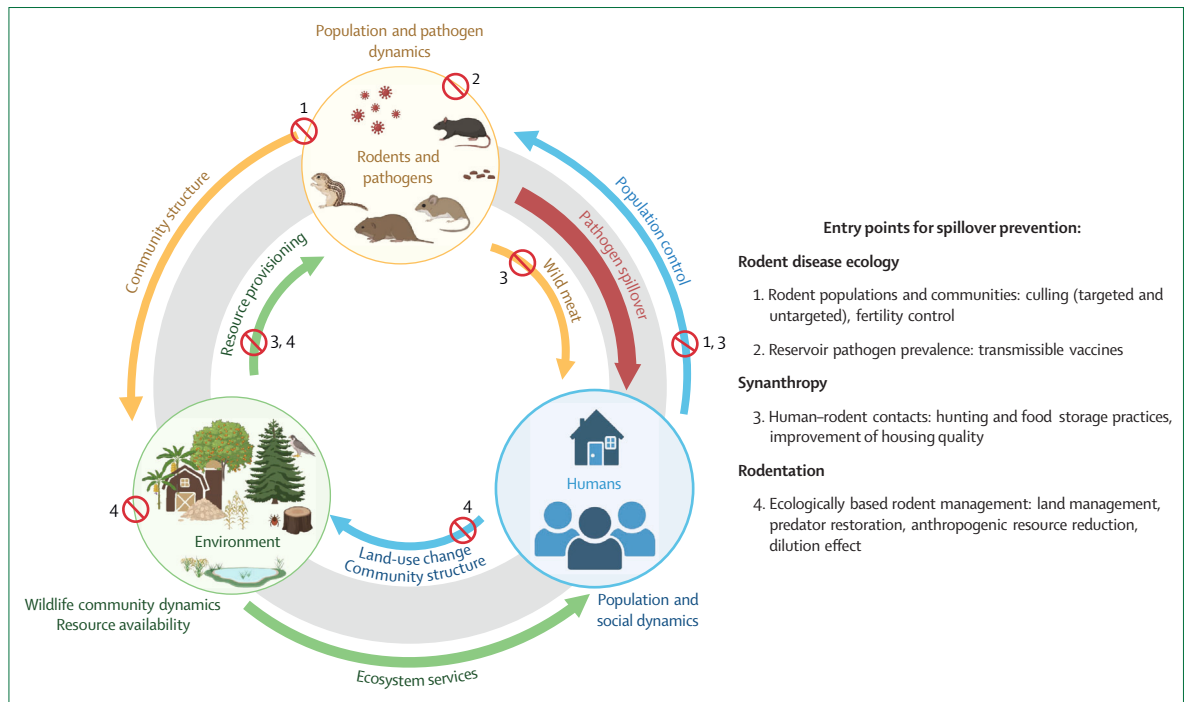 Population and pathogen
dynamics
1
2
Rodents and
pathogens
Community structure
Resource provisioning
3
Wild meat
Pathogen spillover
Population control
3, 4
1, 3
4
Environment
Humans
4
Land-use change
Community structure
Wildlife community dynamics
Resource availability
Population and
social dynamics
Ecosystem services
Entry points for spillover prevention:
Rodent disease ecology
1. Rodent populations and communities: culling (targeted and
untargeted), fertility control
2. Reservoir pathogen prevalence: transmissible vaccines
Synanthropy
3. Human–rodent contacts: hunting and food storage practices,
improvement of housing quality
Rodentation
4. Ecologically based rodent management: land management,
predator restoration, anthropogenic resource reduction,
dilution effect